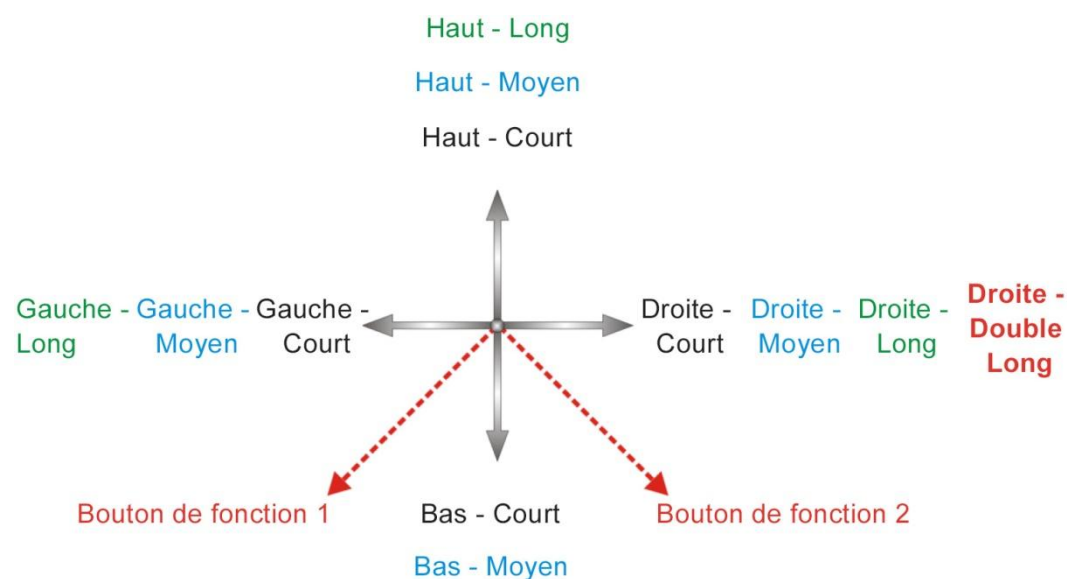 Haut - Long
Haut - Moyen
Haut - Court
Gauche -
Long
Gauche -
Moyen
Gauche -
Court
Droite -
Court
Droite -
Moyen
Droite -
Long
Droite -
Double
Long
Bouton de fonction 1
Bas - Court
Bouton de fonction 2
Bas - Moyen